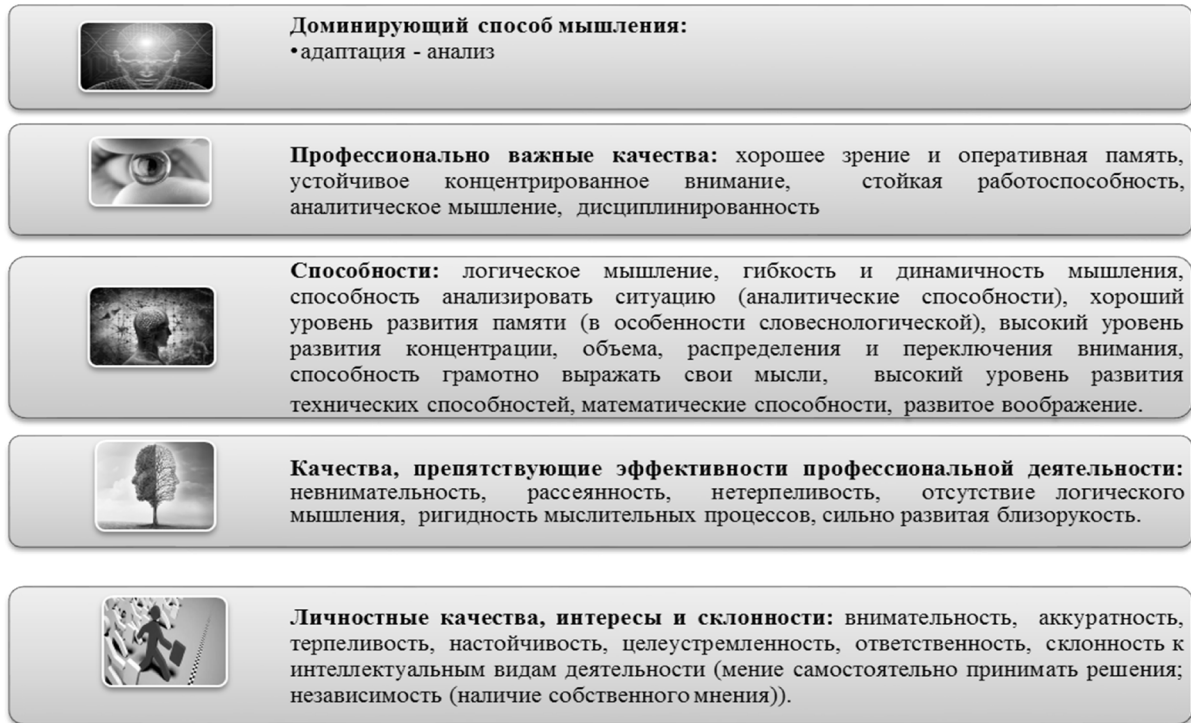 Доминирующий способ мышления:
•адаптация - анализ
Профессионально важные качества: хорошее зрение и оперативная память,
устойчивое концентрированное внимание, стойкая работоспособность,
аналитическое мышление, дисциплинированность
Способности: логическое мышление, гибкость и динамичность мышления,
способность анализировать ситуацию (аналитические способности), хороший
уровень развития памяти (в особенности словеснологической), высокий уровень
развития концентрации, объема, распределения и переключения внимания,
способность грамотно выражать свои мысли, высокий уровень развития
технических способностей, математические способности, развитое воображение.
Качества, препятствующие эффективности профессиональной деятельности:
невнимательность, рассеянность, нетерпеливость, отсутствие логического
мышления, ригидность мыслительных процессов, сильно развитая близорукость.
Личностные качества, интересы и склонности: внимательность, аккуратность,
терпеливость, настойчивость, целеустремленность, ответственность, склонность к
интеллектуальным видам деятельности (мение самостоятельно принимать решения;
независимость (наличие собственного мнения)).